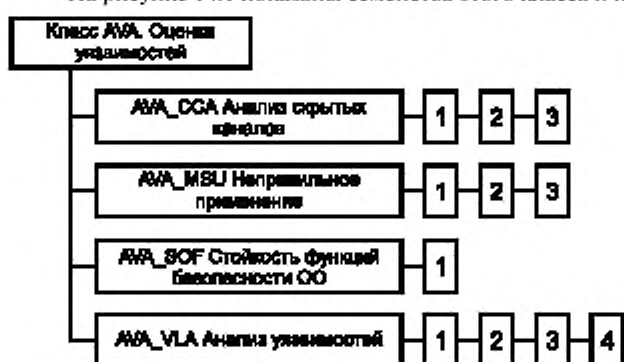 Класс AVA. Оценка
уязвимостей
AVA_CCA Анализ скрытых
каналов
1 2 3
AVA_MSU Неправильное
применение
1 2 3
AVA_SOF Стойкость функций
безопасности ОО
1
AVA_VLA Анализ уязвимостей
1 2 3 4